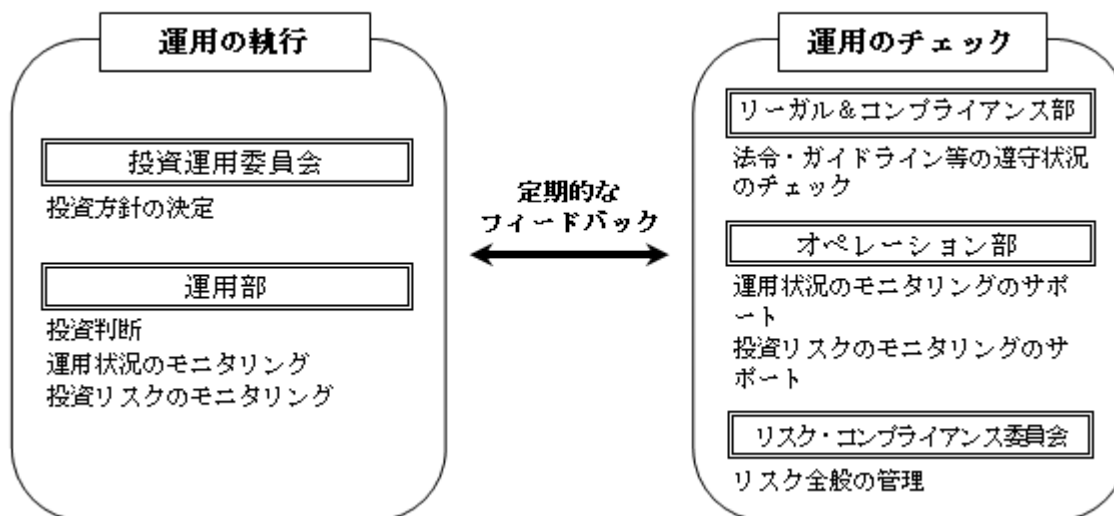 運用の執行
投資運用委員会
投資方針の決定
運用部
投資判断
運用状況のモニタリング
投資リスクのモニタリング
定期的な
フィードバック
運用のチェック
リーガル＆コンプライアンス部
法令・ガイドライン等の遵守状況
のチェック
オペレーション部
運用状況のモニタリングのサポ
ート
投資リスクのモニタリングのサ
ポート
リスク・コンプライアンス委員会
リスク全般の管理